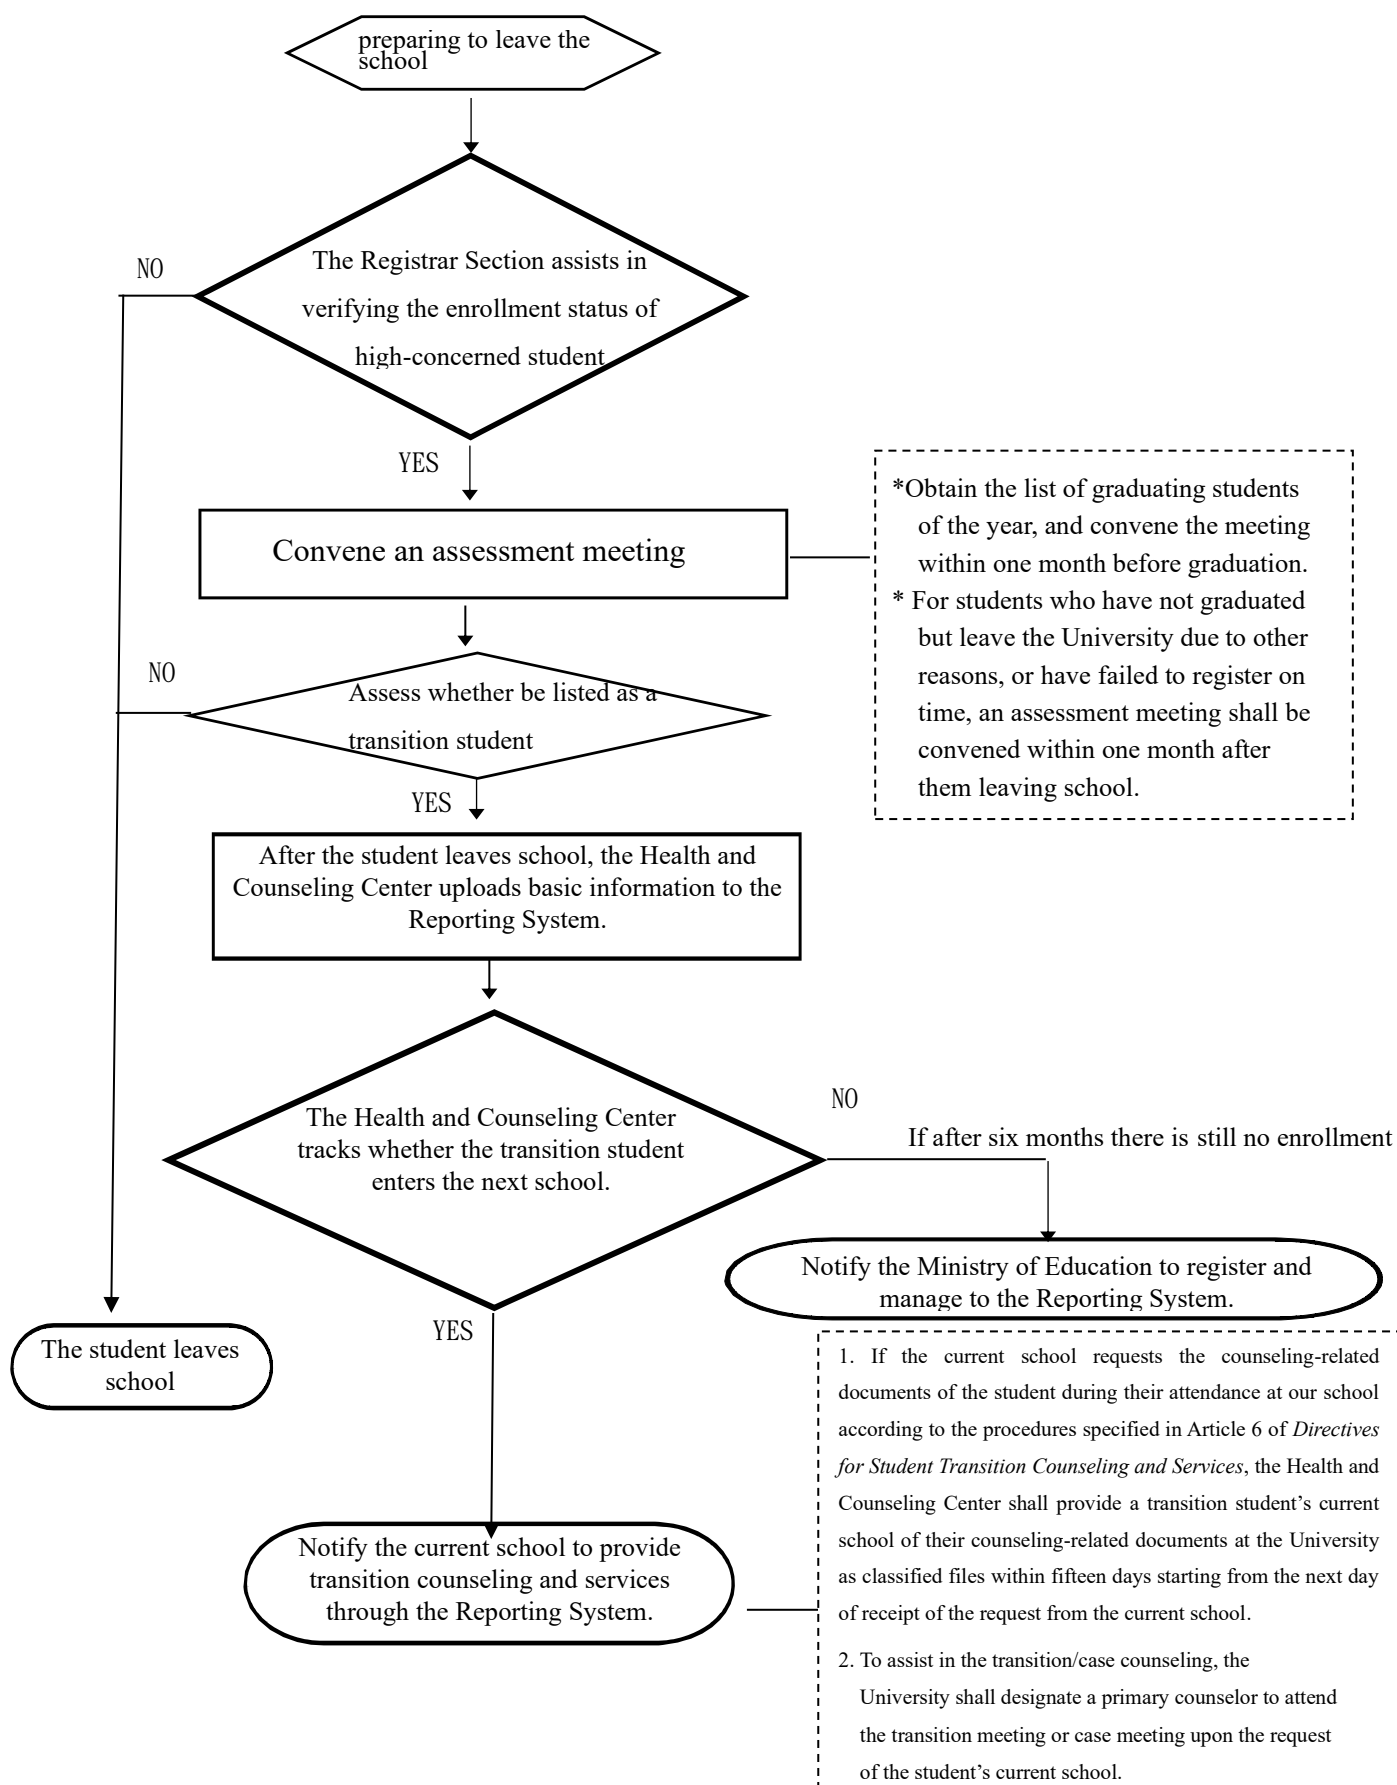 preparing to leave the
school
NO
The Registrar Section assists in
verifying the enrollment status of
high-concerned student
YES
Convene an assessment meeting
*Obtain the list of graduating students
of the year, and convene the meeting
within one month before graduation.
* For students who have not graduated
but leave the University due to other
reasons, or have failed to register on
time, an assessment meeting shall be
convened within one month after
them leaving school.
NO
Assess whether be listed as a
transition student
YES
After the student leaves school, the Health and
Counseling Center uploads basic information to the
Reporting System.
The Health and Counseling Center
tracks whether the transition student
enters the next school.
NO
If after six months there is still no enrollment
Notify the Ministry of Education to register and
manage to the Reporting System.
YES
The student leaves
school
Notify the current school to provide
transition counseling and services
through the Reporting System.
1. If the current school requests the counseling-related
documents of the student during their attendance at our school
according to the procedures specified in Article 6 of Directives
for Student Transition Counseling and Services, the Health and
Counseling Center shall provide a transition student’s current
school of their counseling-related documents at the University
as classified files within fifteen days starting from the next day
of receipt of the request from the current school.
2. To assist in the transition/case counseling, the
University shall designate a primary counselor to attend
the transition meeting or case meeting upon the request
of the student’s current school.